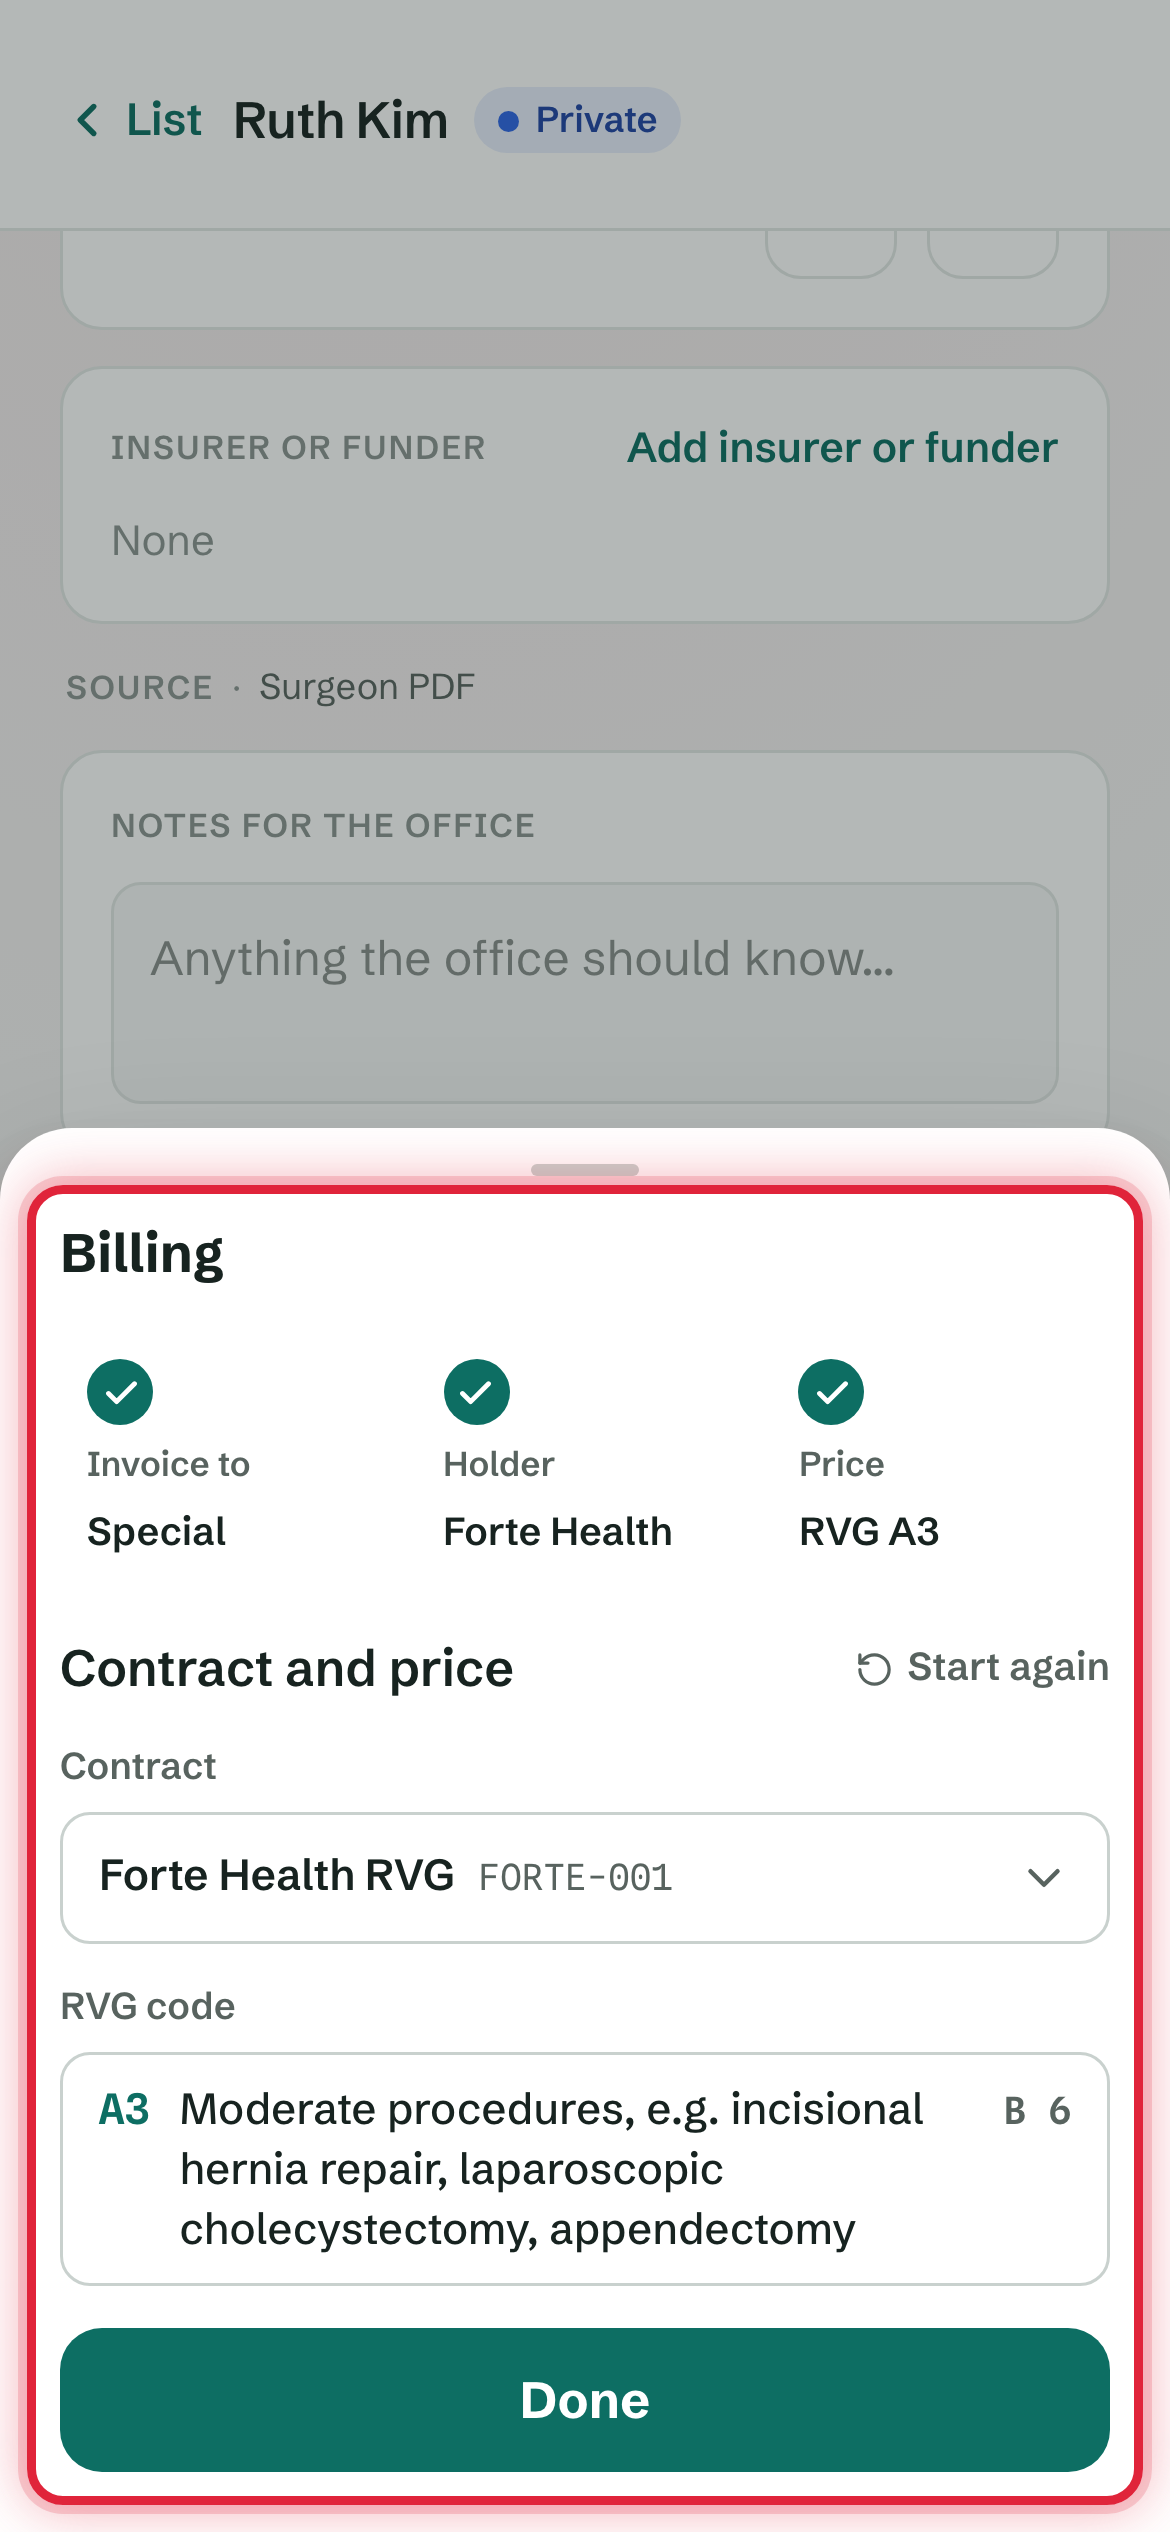 List Ruth Kim Private
INSURER OR FUNDER Add insurer or funder
None
SOURCE · Surgeon PDF
NOTES FOR THE OFFICE
Anything the office should know...
Billing
Invoice to Holder Price
Special Forte Health RVG A3
Contract and price Start again
Contract
Forte Health RVG FORTE-001
RVG code
A3 Moderate procedures, e.g. incisional B 6
hernia repair, laparoscopic
cholecystectomy, appendectomy
Done